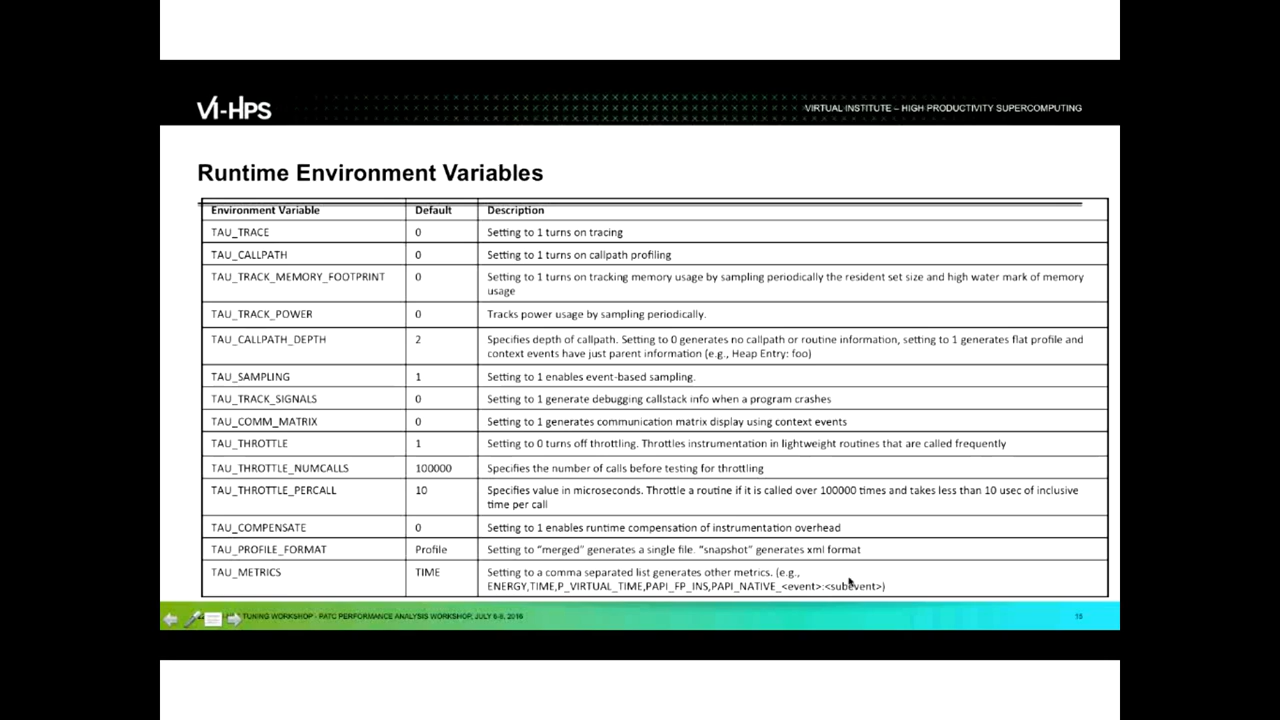 VI-HPS
VIRTUAL INSTITUTE – HIGH PRODUCTIVITY SUPERCOMPUTING
Runtime Environment Variables
Environment Variable Default Description
TAU_TRACE 0 Setting to 1 turns on tracing
TAU_CALLPATH 0 Setting to 1 turns on callpath profiling
TAU_TRACK_MEMORY_FOOTPRINT 0 Setting to 1 turns on tracking memory usage by sampling periodically the resident set size and high water mark of memory
usage
TAU_TRACK_POWER 0 Tracks power usage by sampling periodically.
TAU_CALLPATH_DEPTH 2 Specifies depth of callpath. Setting to 0 generates no callpath or routine information, setting to 1 generates flat profile and
context events have just parent information (e.g., Heap Entry: foo)
TAU_SAMPLING 1 Setting to 1 enables event-based sampling.
TAU_TRACK_SIGNALS 0 Setting to 1 generate debugging callstack info when a program crashes
TAU_COMM_MATRIX 0 Setting to 1 generates communication matrix display using context events
TAU_THROTTLE 1 Setting to 0 turns off throttling. Throttles instrumentation in lightweight routines that are called frequently
TAU_THROTTLE_NUMCALLS 100000 Specifies the number of calls before testing for throttling
TAU_THROTTLE_PERCALL 10 Specifies value in microseconds. Throttle a routine if it is called over 100000 times and takes less than 10 usec of inclusive
time per call
TAU_COMPENSATE 0 Setting to 1 enables runtime compensation of instrumentation overhead
TAU_PROFILE_FORMAT Profile Setting to “merged” generates a single file. “snapshot” generates xml format
TAU_METRICS TIME Setting to a comma separated list generates other metrics. (e.g.,
ENERGY,TIME,P_VIRTUAL_TIME,PAPI_FP_INS,PAPI_NATIVE_<event>:<subevent>)
TUNING WORKSHOP - PATC PERFORMANCE ANALYSIS WORKSHOP, JULY 6-8, 2016
15